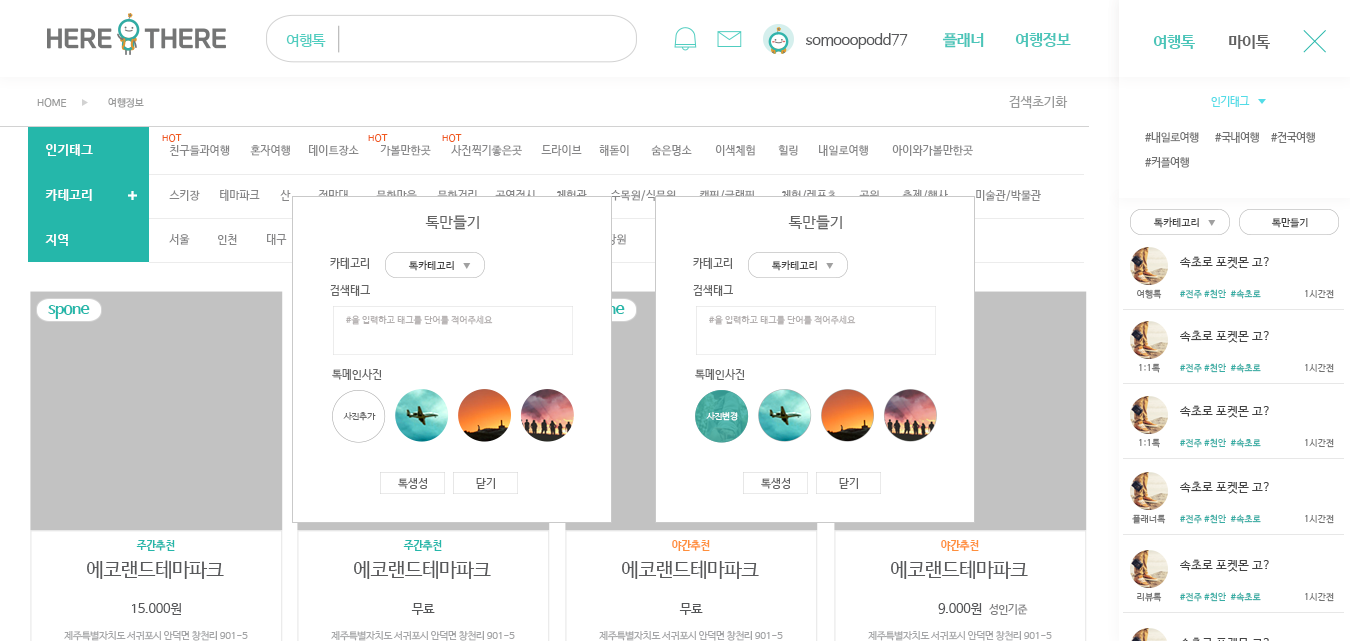 HERE THERE
여행톡
somooopodd77
플래너
여행정보
여행톡
마이톡
HOME
여행정보
검색초기화
인기태그
#내일로여행 #국내여행 #전국여행
#커플여행
인기태그
HOT
HOT
HOT
친구들과여행 혼자여행 데이트장소 가볼만한곳 사진찍기좋은곳 드라이브 해돋이 숨은명소 이색체험 힐링 내일로여행 아이와가볼만한곳
카테고리 +
스키장 테마파크 산 미술관/박물관
지역
서울 인천 대구
톡만들기
카테고리 톡카테고리
검색태그
#을 입력하고 태그를 단어를 적어주세요
톡메인사진
사진추가
톡생성 닫기
톡만들기
카테고리 톡카테고리
검색태그
#을 입력하고 태그를 단어를 적어주세요
톡메인사진
사진변경
톡생성 닫기
spone
주간추천
에코랜드테마파크
15.000원
제주특별자치도 서귀포시 안덕면 창천리 901-5
주간추천
에코랜드테마파크
무료
제주특별자치도 서귀포시 안덕면 창천리 901-5
야간추천
에코랜드테마파크
무료
제주특별자치도 서귀포시 안덕면 창천리 901-5
야간추천
에코랜드테마파크
9.000원 성인기준
제주특별자치도 서귀포시 안덕면 창천리 901-5
톡카테고리
톡만들기
속초로 포켓몬 고?
여행톡 #전주 #천안 #속초로 1시간전
속초로 포켓몬 고?
1:1톡 #전주 #천안 #속초로 1시간전
속초로 포켓몬 고?
1:1톡 #전주 #천안 #속초로 1시간전
속초로 포켓몬 고?
플래너톡 #전주 #천안 #속초로 1시간전
속초로 포켓몬 고?
리뷰톡 #전주 #천안 #속초로 1시간전